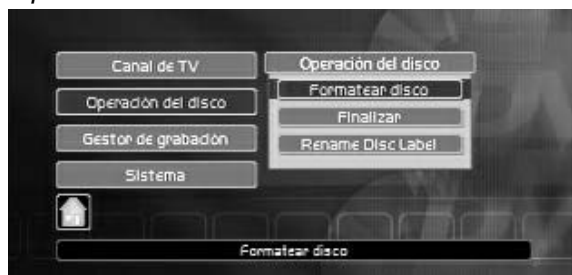 Canal de TV
Operación del disco
Gestor de grabación
Sistema
Operación del disco
Formatear disco
Finalizar
Rename Disc Label
Formatear disco